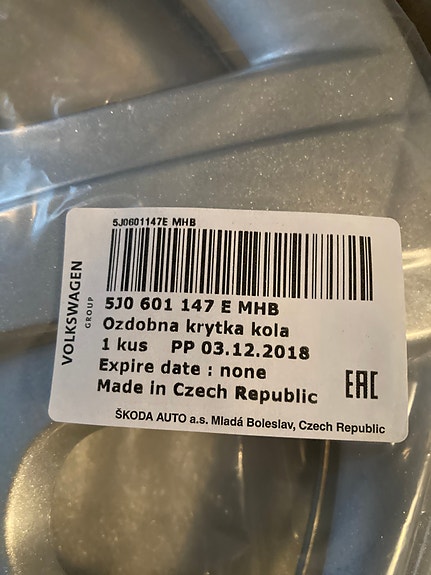 5J0601147E MHB
VOLKSWAGEN
GROUP
5J0 601 147 E MHB
Ozdobna krytka kola
1 kus PP 03.12.2018
Expire date : none
Made in Czech Republic
EAC
ŠKODA AUTO a.s. Mladá Boleslav, Czech Republic